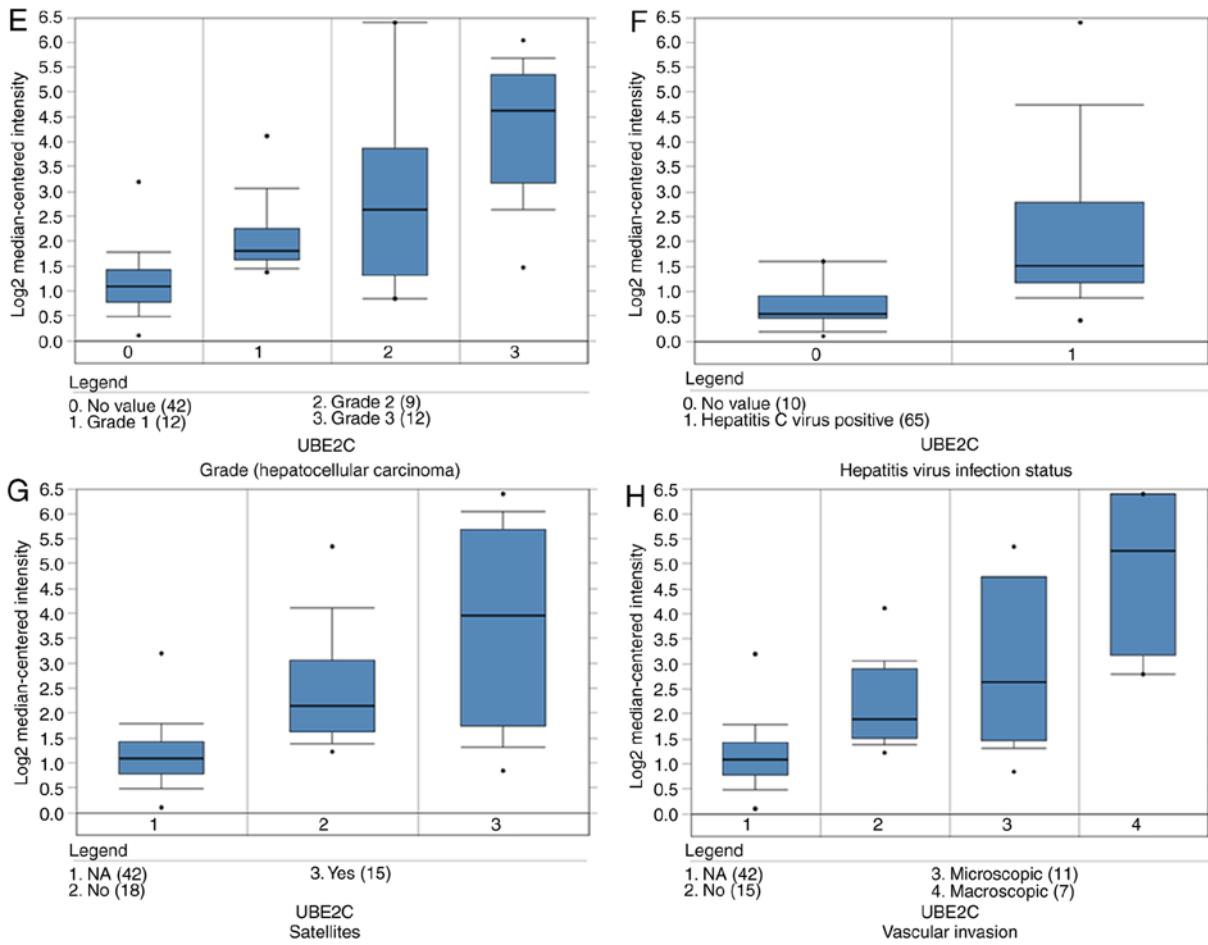 E
Log2 median-centered intensity
6.5
6.0
5.5
5.0
4.5
4.0
3.5
3.0
2.5
2.0
1.5
1.0
0.5
0.0
0 1 2 3
Legend
0. No value (42) 2. Grade 2 (9)
1. Grade 1 (12) 3. Grade 3 (12)
UBE2C
Grade (hepatocellular carcinoma)
F
Log2 median-centered intensity
6.5
6.0
5.5
5.0
4.5
4.0
3.5
3.0
2.5
2.0
1.5
1.0
0.5
0.0
0 1
Legend
0. No value (10)
1. Hepatitis C virus positive (65)
UBE2C
Hepatitis virus infection status
G
Log2 median-centered intensity
6.5
6.0
5.5
5.0
4.5
4.0
3.5
3.0
2.5
2.0
1.5
1.0
0.5
0.0
1 2 3
Legend
1. NA (42) 3. Yes (15)
2. No (18)
UBE2C
Satellites
H
Log2 median-centered intensity
6.5
6.0
5.5
5.0
4.5
4.0
3.5
3.0
2.5
2.0
1.5
1.0
0.5
0.0
1 2 3 4
Legend
1. NA (42) 3. Microscopic (11)
2. No (15) 4. Macroscopic (7)
UBE2C
Vascular invasion